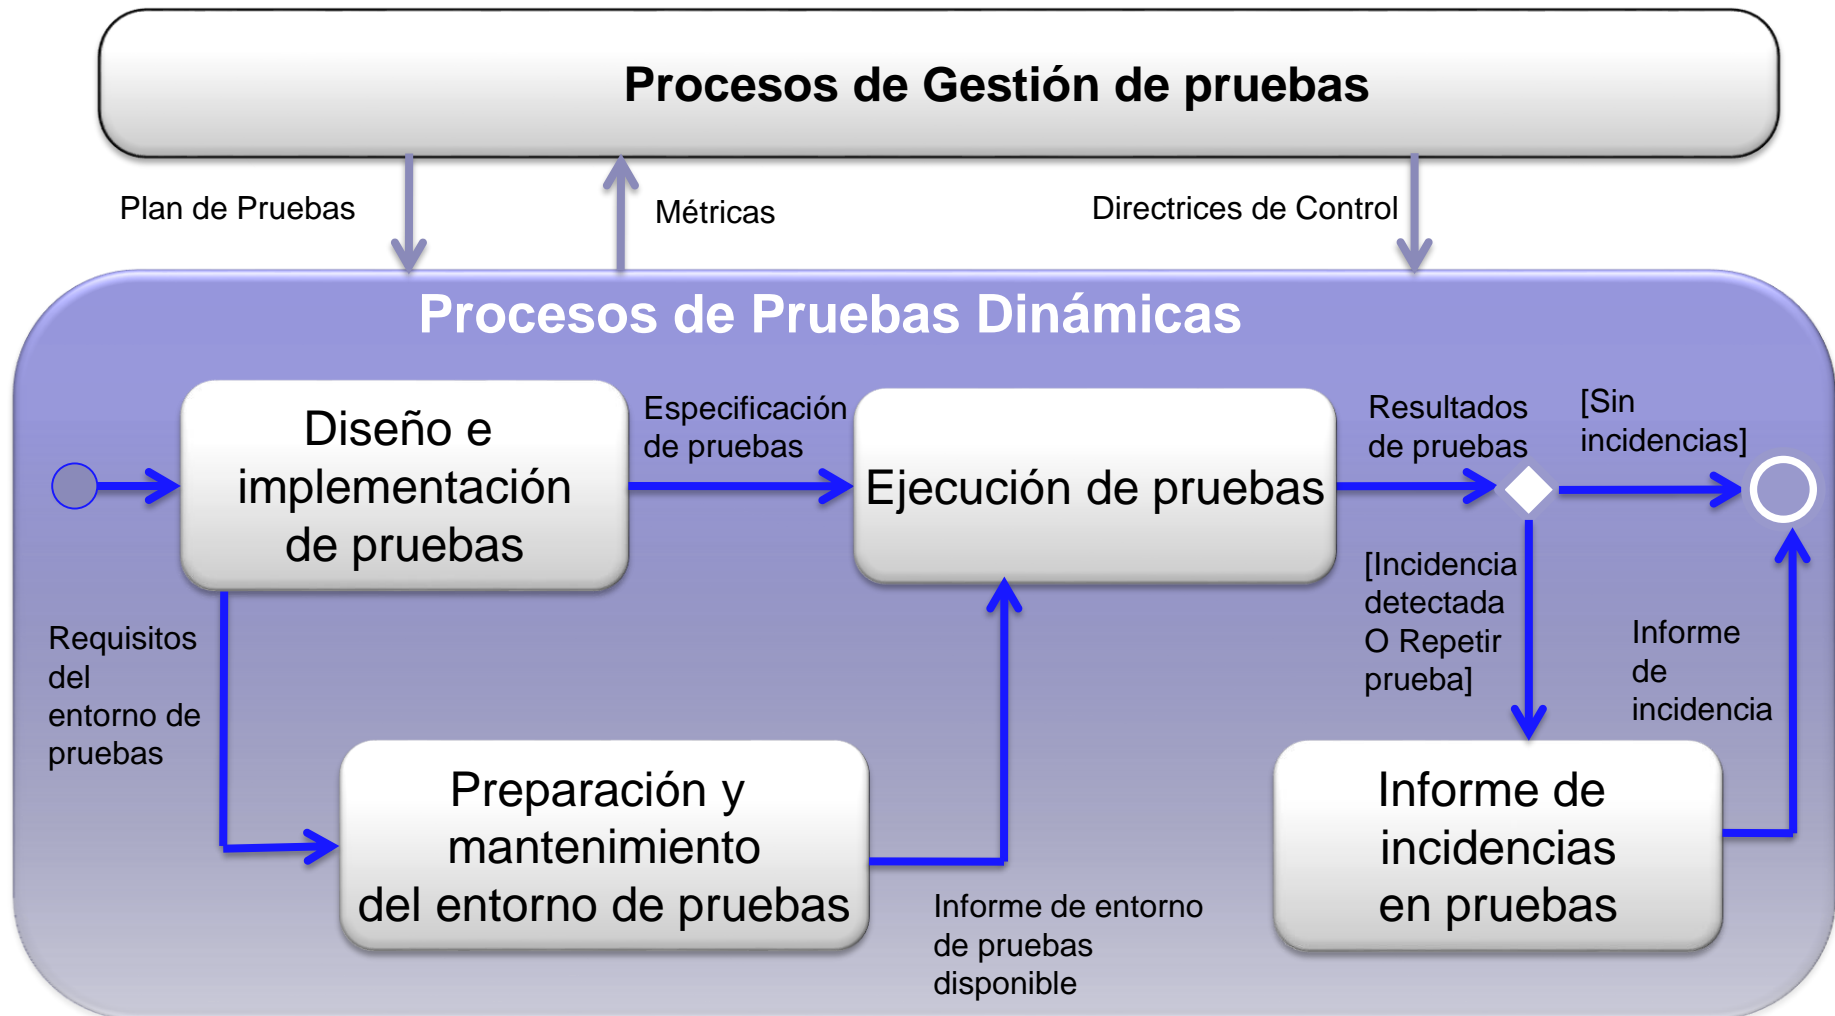 Procesos de Gestión de pruebas
Plan de Pruebas
Métricas
Directrices de Control
Procesos de Pruebas Dinámicas
Diseño e
implementación
de pruebas
Especificación
de pruebas
Ejecución de pruebas
Resultados
de pruebas
[Sin
incidencias]
Requisitos
del
entorno de
pruebas
[Incidencia
detectada
O Repetir
prueba]
Informe
de
incidencia
Preparación y
mantenimiento
del entorno de pruebas
Informe de entorno
de pruebas
disponible
Informe de
incidencias
en pruebas